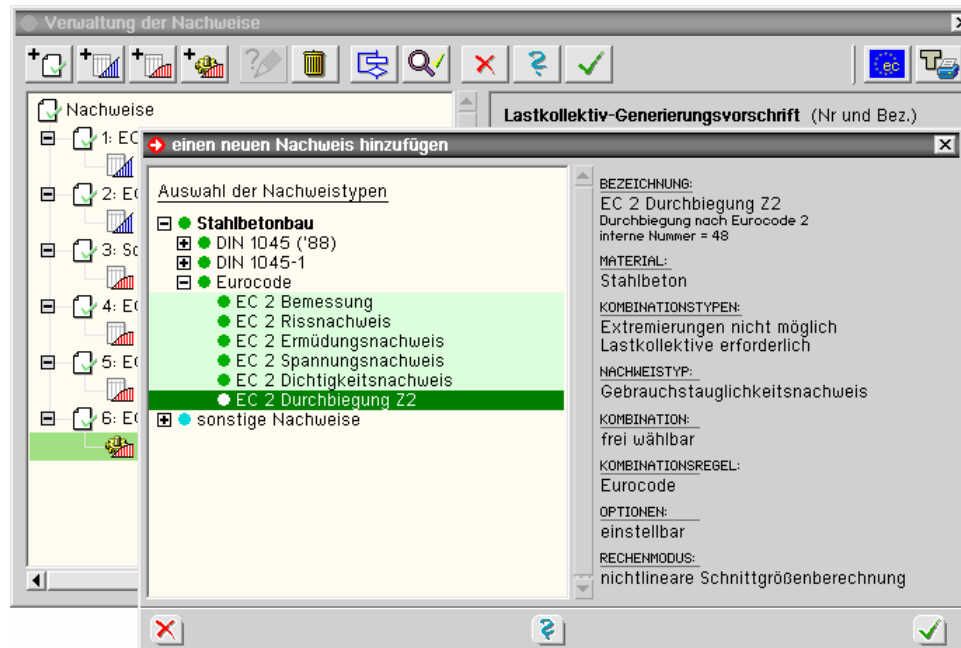 Verwaltung der Nachweise
ec
Nachweise
Lastkollektiv-Generierungsvorschrift (Nr und Bez.)
1: EC
2: E
3: Sc
4: E
5: E
6: E
einen neuen Nachweis hinzufügen
Auswahl der Nachweistypen
Stahlbetonbau
DIN 1045 ('88)
DIN 1045-1
Eurocode
EC 2 Bemessung
EC 2 Rissnachweis
EC 2 Ermüdungsnachweis
EC 2 Spannungsnachweis
EC 2 Dichtigkeitsnachweis
EC 2 Durchbiegung Z2
sonstige Nachweise
BEZEICHNUNG:
EC 2 Durchbiegung Z2
Durchbiegung nach Eurocode 2
interne Nummer = 48
MATERIAL:
Stahlbeton
KOMBINATIONSTYPEN:
Extremierungen nicht möglich
Lastkollektive erforderlich
NACHWEISTYP:
Gebrauchstauglichkeitsnachweis
KOMBINATION:
frei wählbar
KOMBINATIONSREGEL:
Eurocode
OPTIONEN:
einstellbar
RECHENMODUS:
nichtlineare Schnittgrößenberechnung